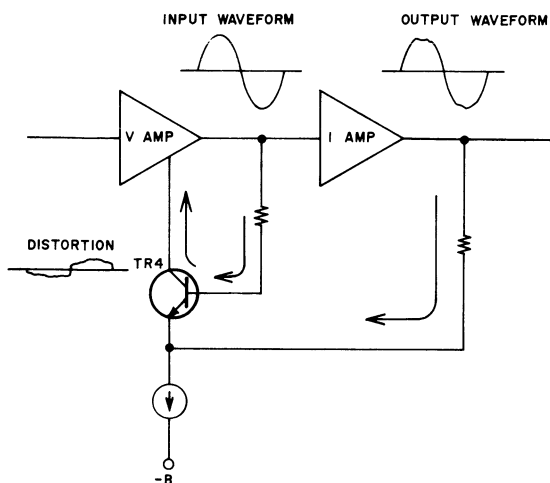 INPUT WAVEFORM
OUTPUT WAVEFORM
V AMP
I AMP
DISTORTION
TR4
-B